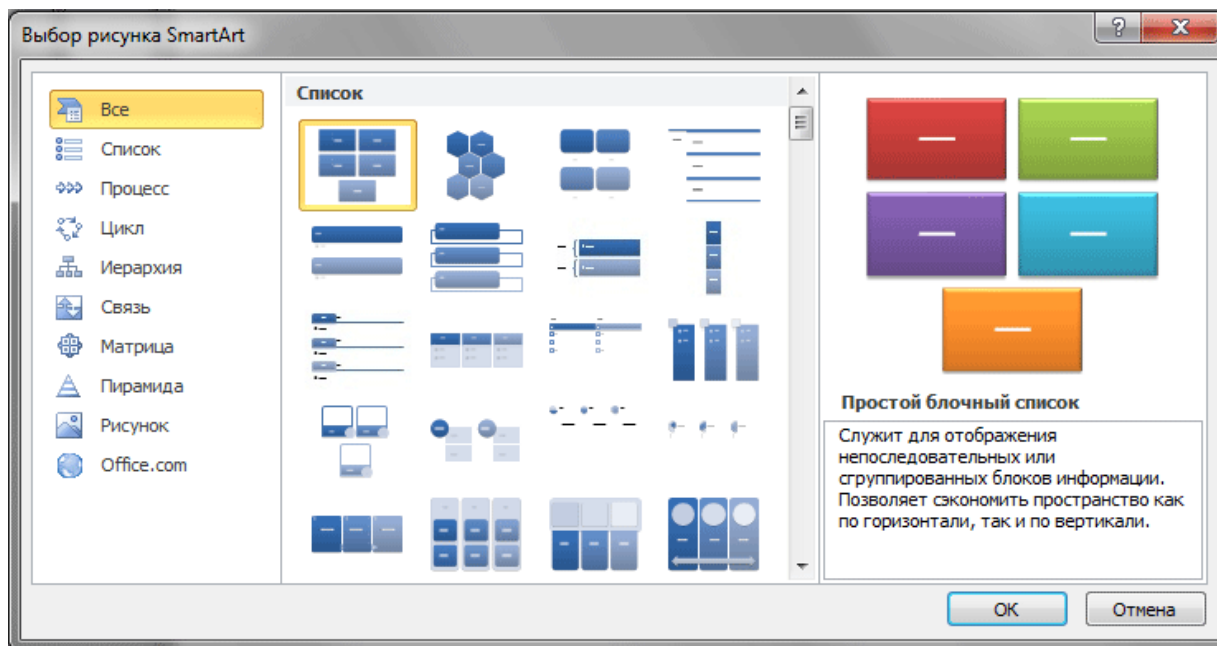 Выбор рисунка SmartArt
Все
Список
Процесс
Цикл
Иерархия
Связь
Матрица
Пирамида
Рисунок
Office.com
Список
Простой блочный список
Служит для отображения
непоследовательных или
сгруппированных блоков информации.
Позволяет сэкономить пространство как
по горизонтали, так и по вертикали.
ОК
Отмена